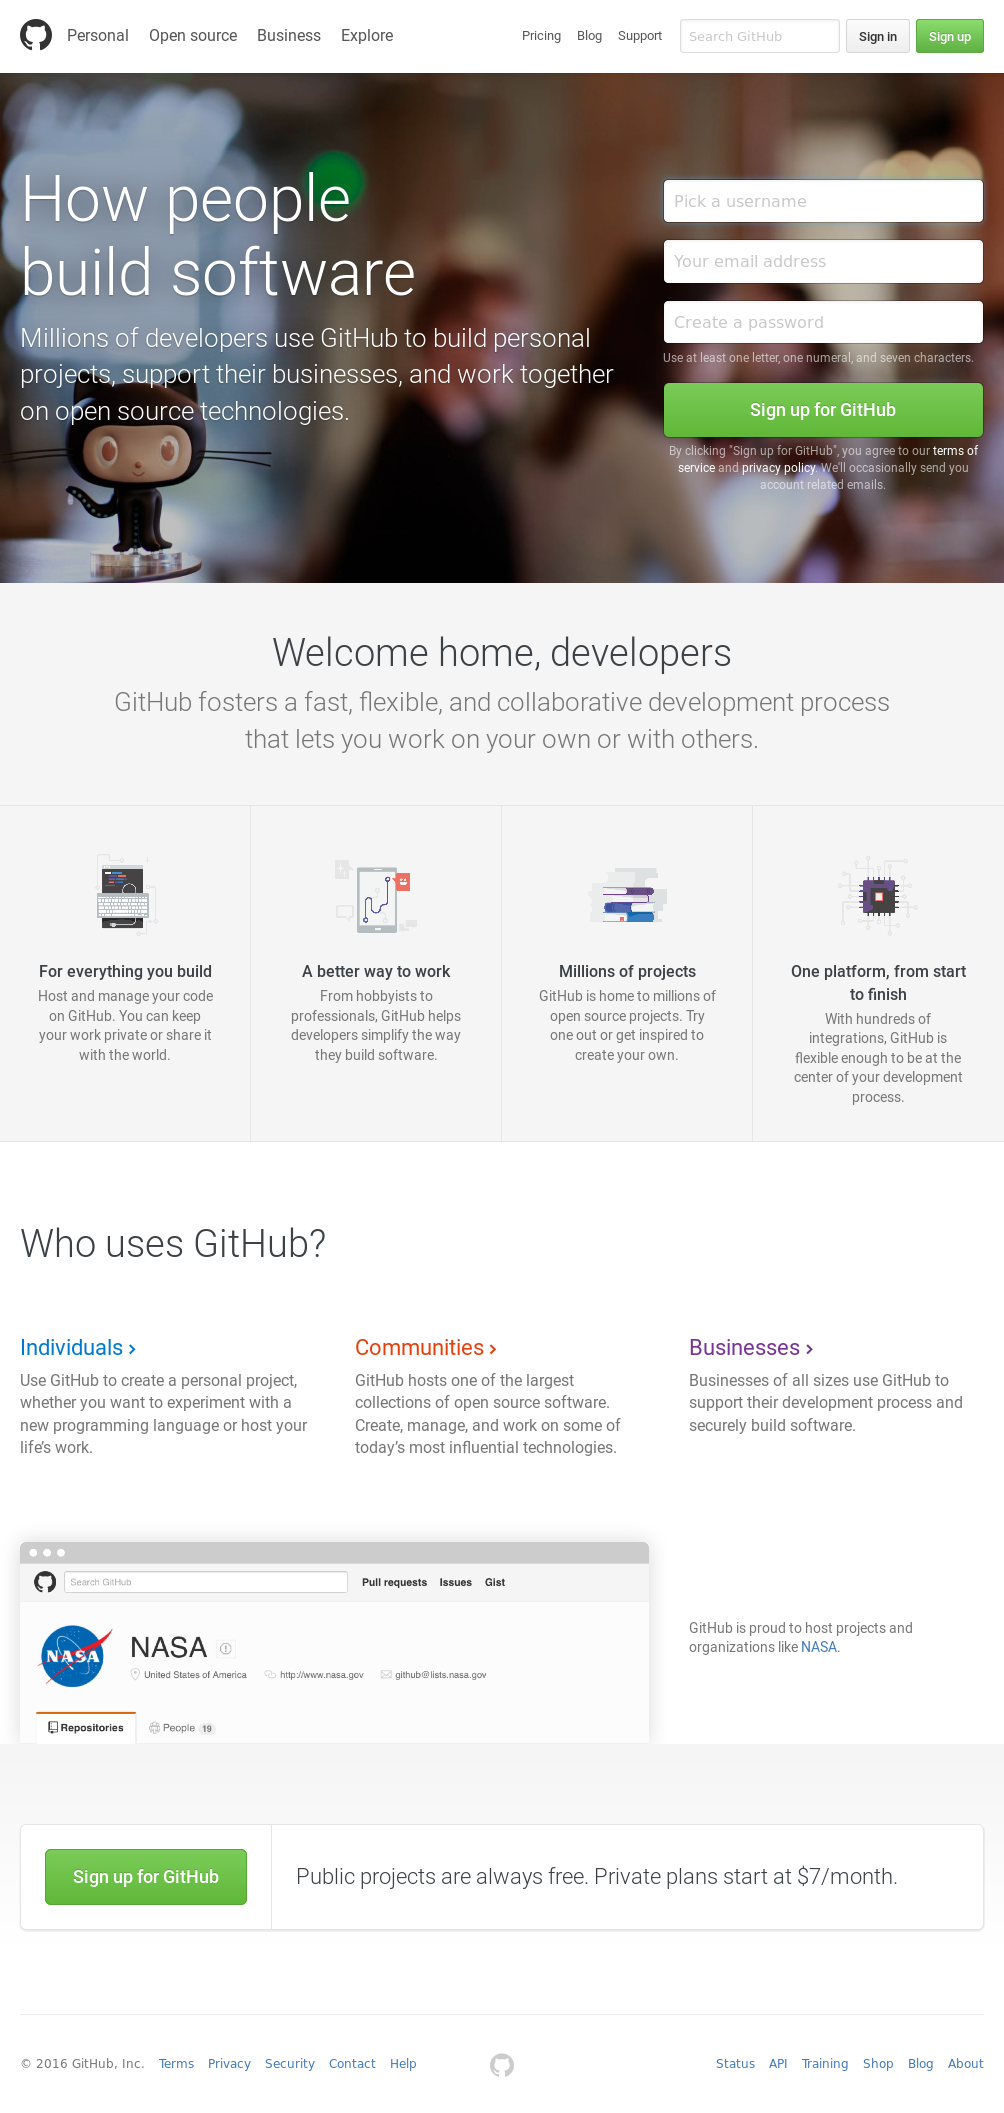 Personal Open source Business Explore Pricing Blog Support Search GitHub Sign in Sign up
How people
build software
Millions of developers use GitHub to build personal
projects, support their businesses, and work together
on open source technologies.
Pick a username
Your email address
Create a password
Use at least one letter, one numeral, and seven characters.
Sign up for GitHub
By clicking "Sign up for GitHub", you agree to our terms of
service and privacy policy. We'll occasionally send you
account related emails.
Welcome home, developers
GitHub fosters a fast, flexible, and collaborative development process
that lets you work on your own or with others.
For everything you build
Host and manage your code
on GitHub. You can keep
your work private or share it
with the world.
A better way to work
From hobbyists to
professionals, GitHub helps
developers simplify the way
they build software.
Millions of projects
GitHub is home to millions of
open source projects. Try
one out or get inspired to
create your own.
One platform, from start
to finish
With hundreds of
integrations, GitHub is
flexible enough to be at the
center of your development
process.
Who uses GitHub?
Individuals
Use GitHub to create a personal project,
whether you want to experiment with a
new programming language or host your
life’s work.
Communities
GitHub hosts one of the largest
collections of open source software.
Create, manage, and work on some of
today’s most influential technologies.
Businesses
Businesses of all sizes use GitHub to
support their development process and
securely build software.
Search GitHub Pull requests Issues Gist
NASA
NASA
United States of America http://www.nasa.gov github@lists.nasa.gov
Repositories People 19
GitHub is proud to host projects and
organizations like NASA.
Sign up for GitHub
Public projects are always free. Private plans start at $7/month.
© 2016 GitHub, Inc. Terms Privacy Security Contact Help Status API Training Shop Blog About